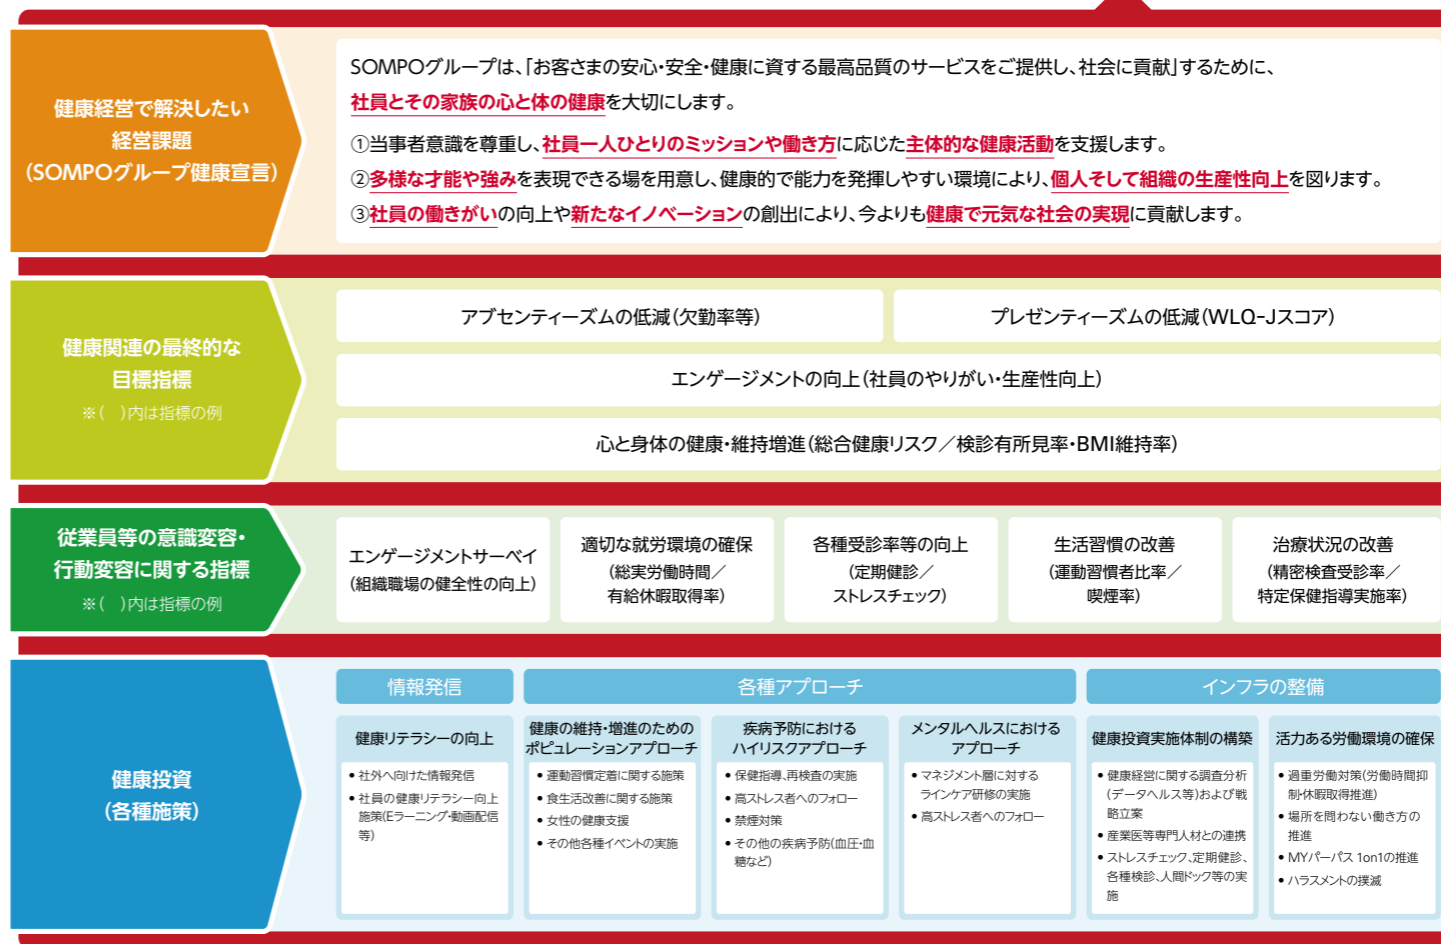 健康経営で解決したい
経営課題
(SOMPOグループ健康宣言)
SOMPOグループは、「お客さまの安心・安全・健康に資する最高品質のサービスをご提供し、社会に貢献」するために、
社員とその家族の心と体の健康を大切にします。
①当事者意識を尊重し、社員一人ひとりのミッションや働き方に応じた主体的な健康活動を支援します。
②多様な才能や強みを表現できる場を用意し、健康的で能力を発揮しやすい環境により、個人そして組織の生産性向上を図ります。
③社員の働きがいの向上や新たなイノベーションの創出により、今よりも健康で元気な社会の実現に貢献します。
健康関連の最終的な
目標指標
※( )内は指標の例
アブセンティーズムの低減(欠勤率等)
プレゼンティーズムの低減(WLQ-Jスコア)
エンゲージメントの向上(社員のやりがい・生産性向上)
心と身体の健康・維持増進(総合健康リスク/検診有所見率・BMI維持率)
従業員等の意識変容・
行動変容に関する指標
※( )内は指標の例
エンゲージメントサーベイ
(組織職場の健全性の向上)
適切な就労環境の確保
(総実労働時間/
有給休暇取得率)
各種受診率等の向上
(定期健診/
ストレスチェック)
生活習慣の改善
(運動習慣者比率/
喫煙率)
治療状況の改善
(精密検査受診率/
特定保健指導実施率)
健康投資
(各種施策)
情報発信
健康リテラシーの向上
• 社外へ向けた情報発信
• 社員の健康リテラシー向上
施策(Eラーニング・動画配信
等)
各種アプローチ
健康の維持・増進のための
ポピュレーションアプローチ
• 運動習慣定着に関する施策
• 食生活改善に関する施策
• 女性の健康支援
• その他各種イベントの実施
疾病予防における
ハイリスクアプローチ
• 保健指導、再検査の実施
• 高ストレス者へのフォロー
• 禁煙対策
• その他の疾病予防(血圧・血
糖など)
メンタルヘルスにおける
アプローチ
• マネジメント層に対する
ラインケア研修の実施
• 高ストレス者へのフォロー
インフラの整備
健康投資実施体制の構築
• 健康経営に関する調査分析
(データヘルス等)および戦
略立案
• 産業医等専門人材との連携
• ストレスチェック、定期健診、
各種検診、人間ドック等の実
施
活力ある労働環境の確保
• 過重労働対策(労働時間抑
制・休暇取得推進)
• 場所を問わない働き方の
推進
• MYパーパス 1on1の推進
• ハラスメントの撲滅